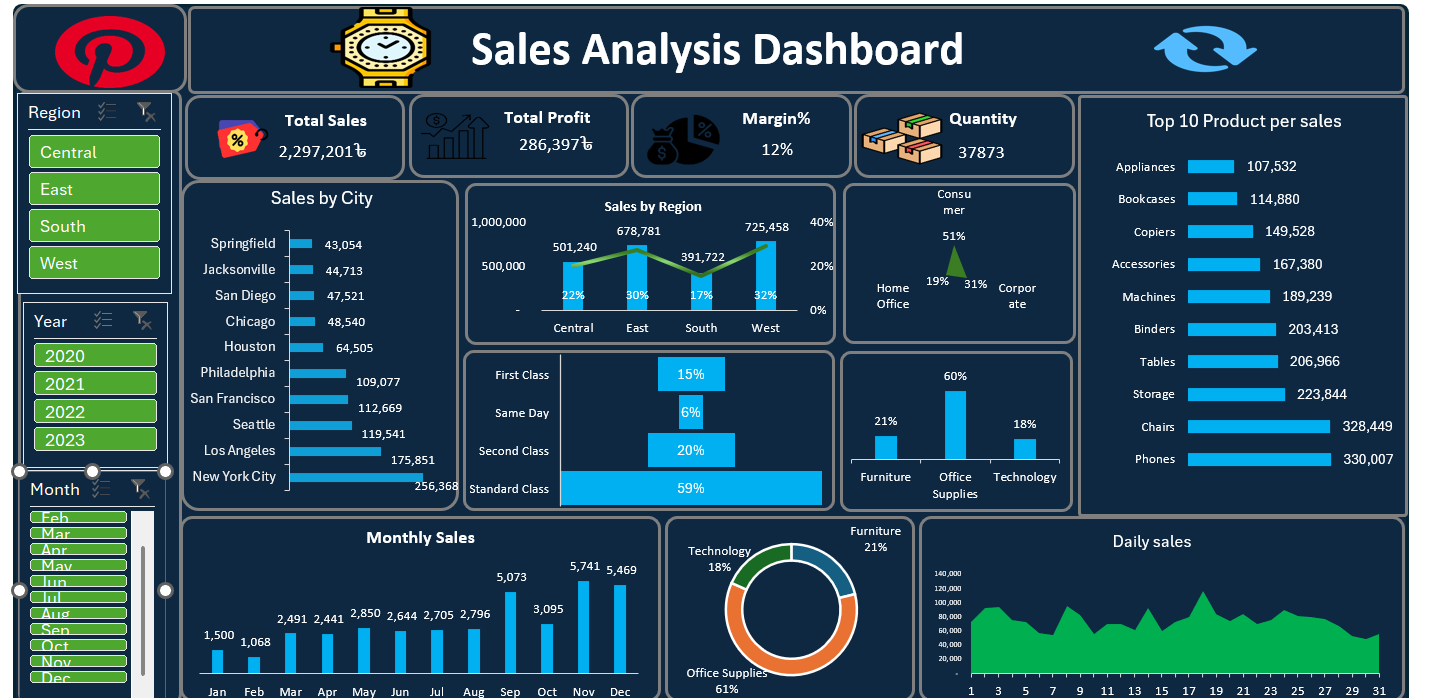 Sales Analysis Dashboard
Region
Central
East
South
West
Year
2020
2021
2022
2023
Month
Feb
Mar
Apr
May
Jun
Jul
Aug
Sep
Oct
Nov
Dec
Total Sales
2,297,201৳
Total Profit
286,397৳
Margin%
12%
Quantity
37873
Sales by City
Springfield 43,054
Jacksonville 44,713
San Diego 47,521
Chicago 48,540
Houston 64,505
Philadelphia 109,077
San Francisco 112,669
Seattle 119,541
Los Angeles 175,851
New York City 256,368
Sales by Region
1,000,000 40%
725,458
678,781
501,240
391,722
500,000 20%
22% 30% 17% 32%
- 0%
Central East South West
Consu
mer
51%
19% 31%
Home
Office
Corpor
ate
First Class 15%
Same Day 6%
Second Class 20%
Standard Class 59%
60%
21%
18%
Furniture Office
Supplies
Technology
Top 10 Product per sales
Appliances 107,532
Bookcases 114,880
Copiers 149,528
Accessories 167,380
Machines 189,239
Binders 203,413
Tables 206,966
Storage 223,844
Chairs 328,449
Phones 330,007
Monthly Sales
1,500 1,068 2,491 2,441 2,850 2,644 2,705 2,796 5,073 3,095 5,741 5,469
Jan Feb Mar Apr May Jun Jul Aug Sep Oct Nov Dec
Furniture
21%
Technology
18%
Office Supplies
61%
Daily sales
140,000
120,000
100,000
80,000
60,000
40,000
20,000
-
1 3 5 7 9 11 13 15 17 19 21 23 25 27 29 31